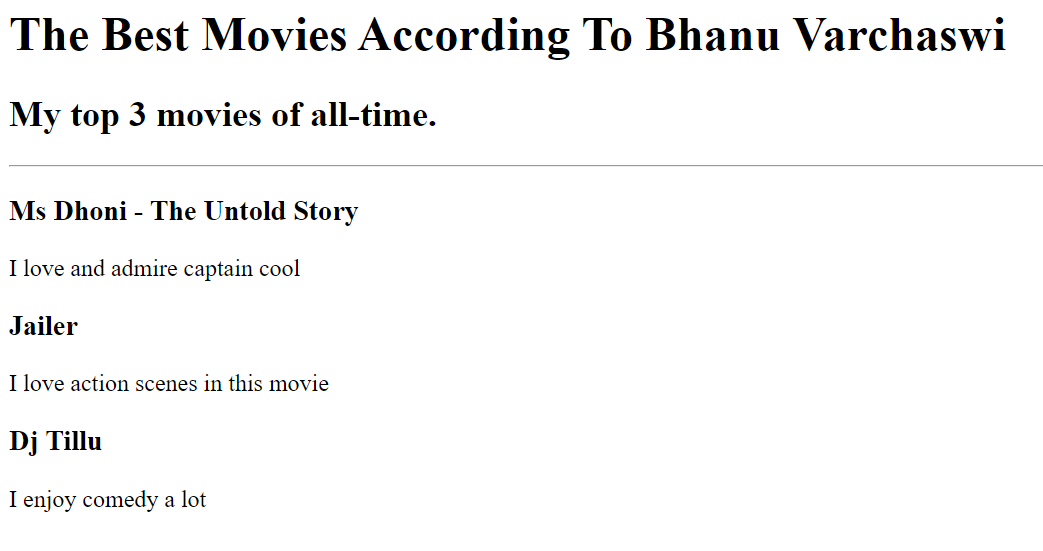 The Best Movies According To Bhanu Varchaswi
My top 3 movies of all-time.
Ms Dhoni - The Untold Story
I love and admire captain cool
Jailer
I love action scenes in this movie
Dj Tillu
I enjoy comedy a lot